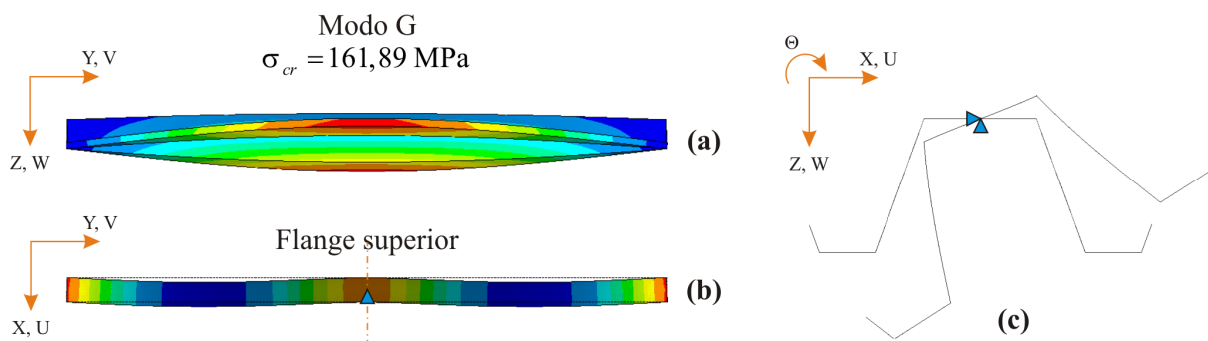 Modo G
σcr = 161,89 MPa
Y, V
Z, W
(a)
Y, V
Flange superior
X, U
(b)
Θ
X, U
Z, W
(c)